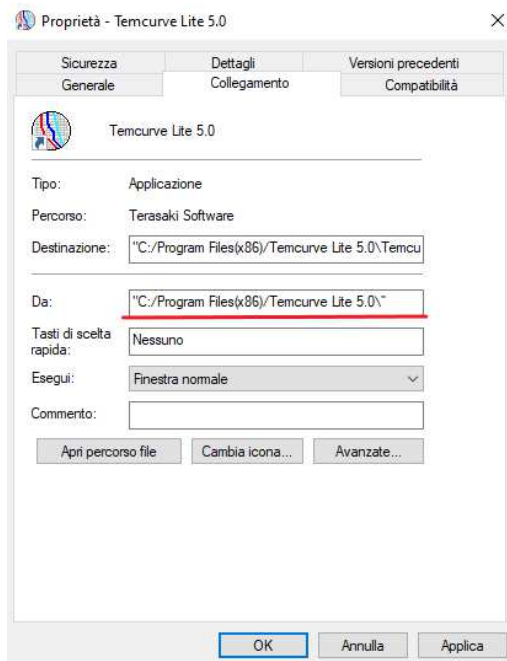 Proprietà - Temcurve Lite 5.0
Sicurezza Dettagli Versioni precedenti
Generale Collegamento Compatibilità
Temcurve Lite 5.0
Tipo: Applicazione
Percorso: Terasaki Software
Destinazione: "C:/Program Files(x86)/Temcurve Lite 5.0\Temcu
Da: "C:/Program Files(x86)/Temcurve Lite 5.0\"
Tasti di scelta rapida: Nessuno
Esegui: Finestra normale
Commento:
Apri percorso file Cambia icona... Avanzate...
OK Annulla Applica